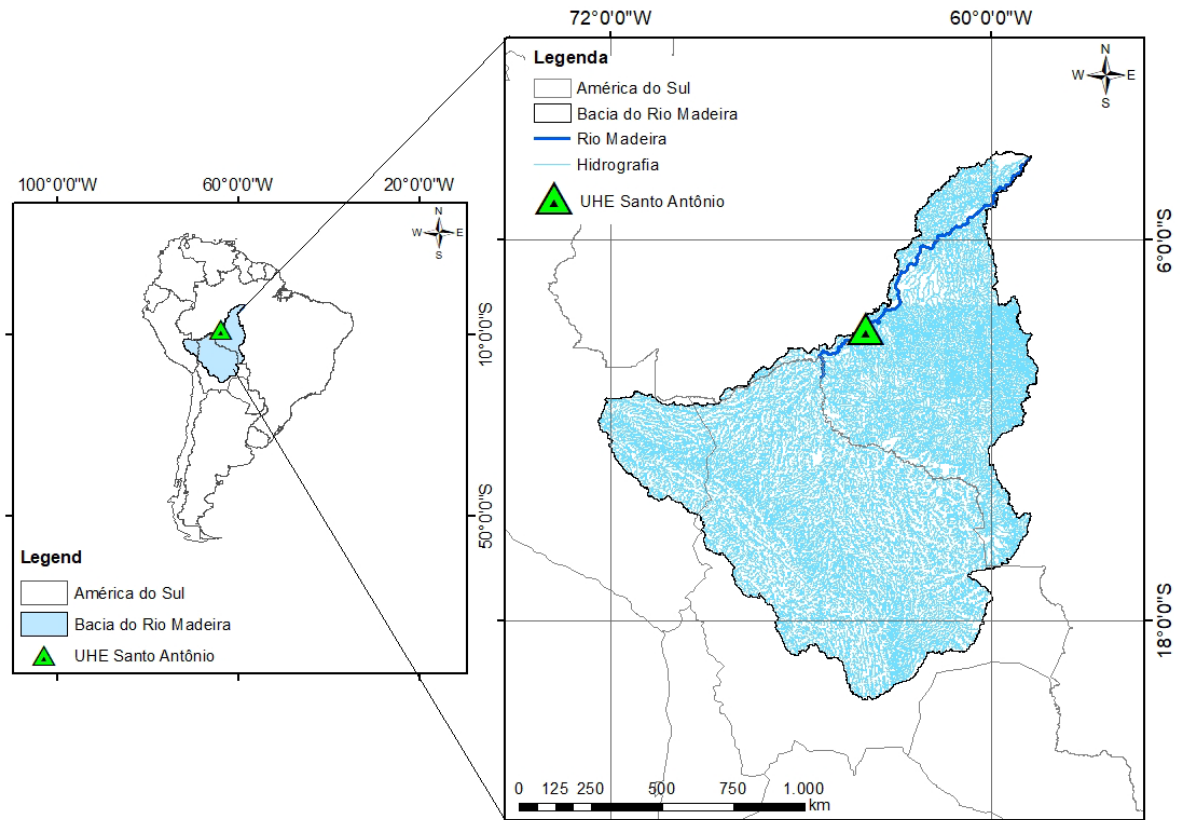 100°0'0"W
60°0'0"W
20°0'0"W
N
W
E
S
10°0'0"S
50°0'0"S
Legend
América do Sul
Bacia do Rio Madeira
UHE Santo Antônio
72°0'0"W
60°0'0"W
Legenda
América do Sul
Bacia do Rio Madeira
Rio Madeira
Hidrografia
UHE Santo Antônio
N
W
E
S
6°0'0"S
18°0'0"S
0 125 250 500 750 1.000
km